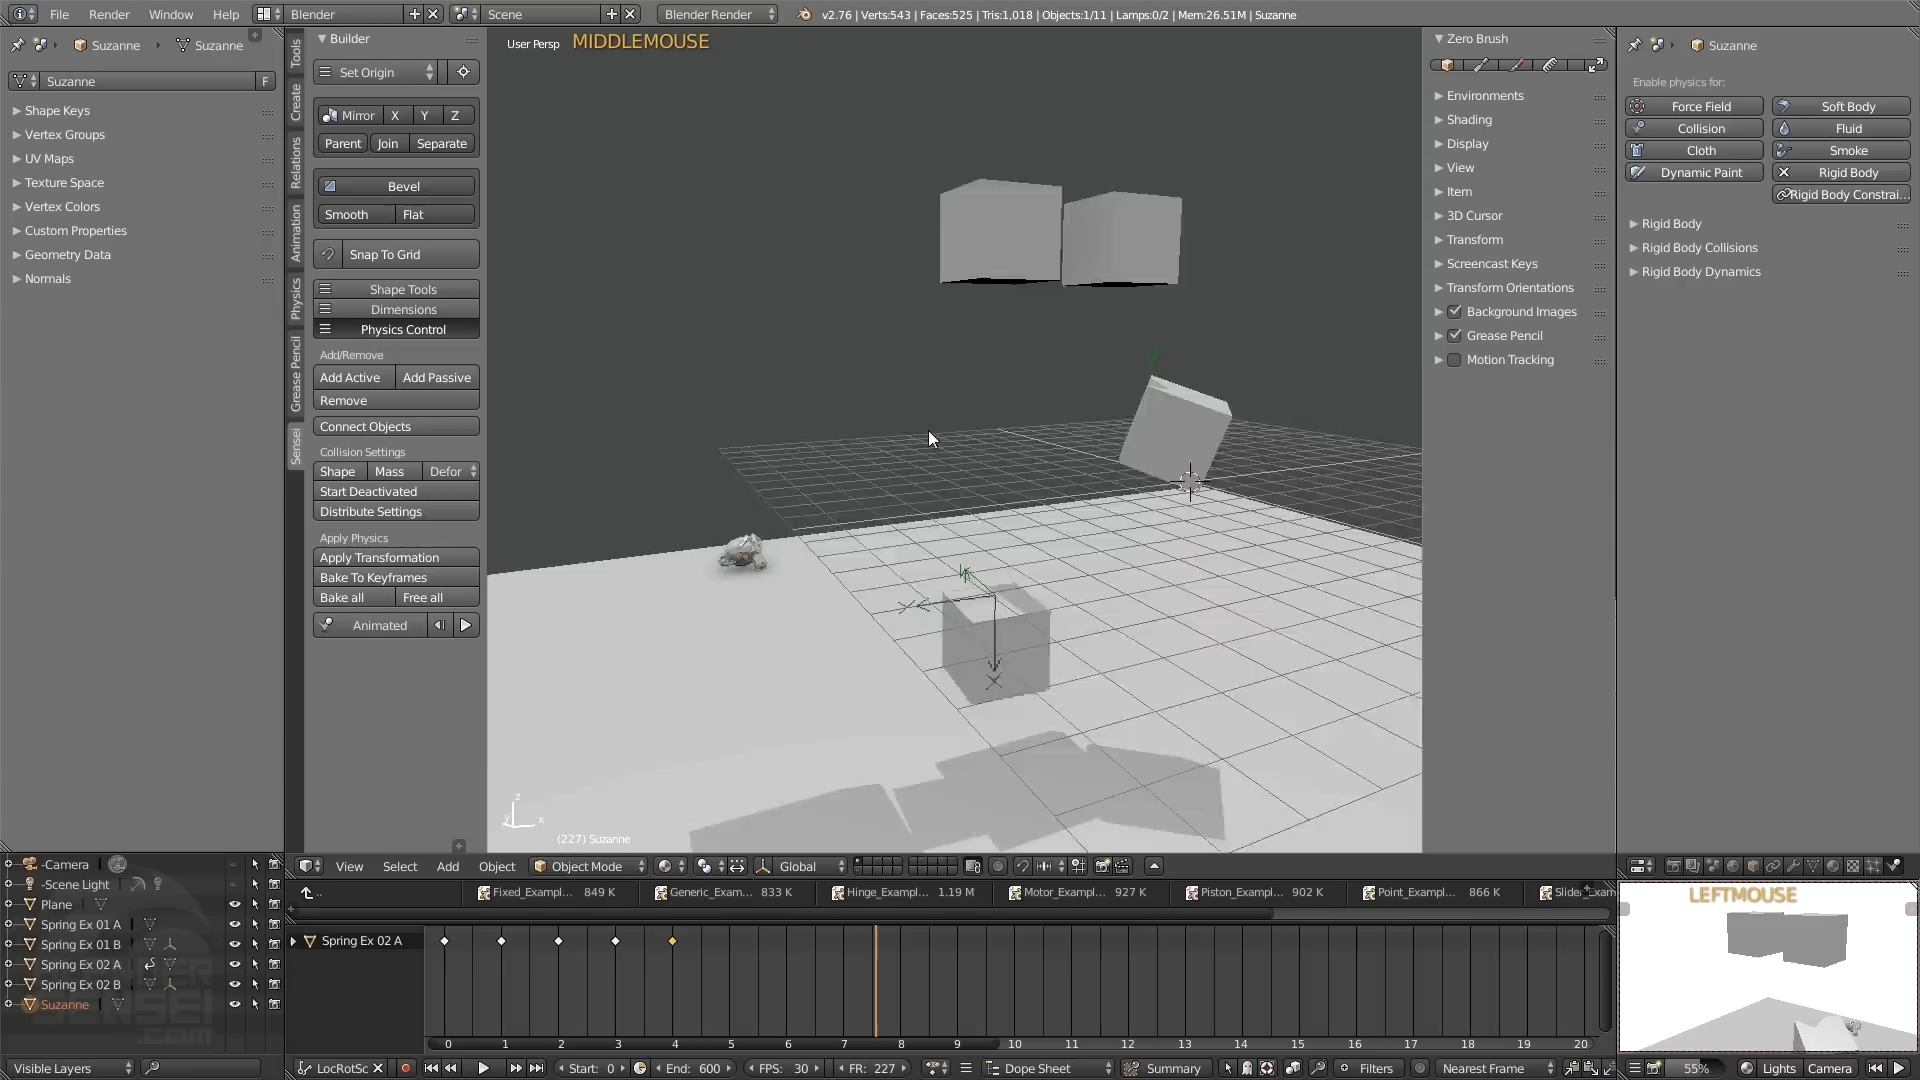 File Render Window Help Blender Scene Blender Render v2.76 | Verts:543 | Faces:525 | Tris:1,018 | Objects:1/11 | Lamps:0/2 | Mem:26.51M | Suzanne
Suzanne Suzanne
Suzanne F
Shape Keys
Vertex Groups
UV Maps
Texture Space
Vertex Colors
Custom Properties
Geometry Data
Normals
Tools
Create
Relations
Animation
Physics
Grease Pencil
Sensei
Builder
Set Origin
Mirror X Y Z
Parent Join Separate
Bevel
Smooth Flat
Snap To Grid
Shape Tools
Dimensions
Physics Control
Add/Remove
Add Active Add Passive
Remove
Connect Objects
Collision Settings
Shape Mass Defor
Start Deactivated
Distribute Settings
Apply Physics
Apply Transformation
Bake To Keyframes
Bake all Free all
Animated
User Persp MIDDLEMOUSE
z
x
(227) Suzanne
Zero Brush
Environments
Shading
Display
View
Item
3D Cursor
Transform
Screencast Keys
Transform Orientations
Background Images
Grease Pencil
Motion Tracking
Suzanne
Enable physics for:
Force Field Soft Body
Collision Fluid
Cloth Smoke
Dynamic Paint Rigid Body
Rigid Body Constrai...
Rigid Body
Rigid Body Collisions
Rigid Body Dynamics
-Camera
-Scene Light
Plane
Spring Ex 01 A
Spring Ex 01 B
Spring Ex 02 A
Spring Ex 02 B
Suzanne
SENSEI
.COM
Visible Layers
View Select Add Object Object Mode Global
.. Fixed_Exampl... 849 K Generic_Exam... 833 K Hinge_Exampl... 1.19 M Motor_Exampl... 927 K Piston_Exampl... 902 K Point_Exampl... 866 K
Spring Ex 02 A
0 1 2 3 4 5 6 7 8 9 10 11 12 13 14 15 16 17 18 19 20
LocRotSc Start: 0 End: 600 FPS: 30 FR: 227 Dope Sheet Summary Filters Nearest Frame
LEFTMOUSE
55% Lights Camera